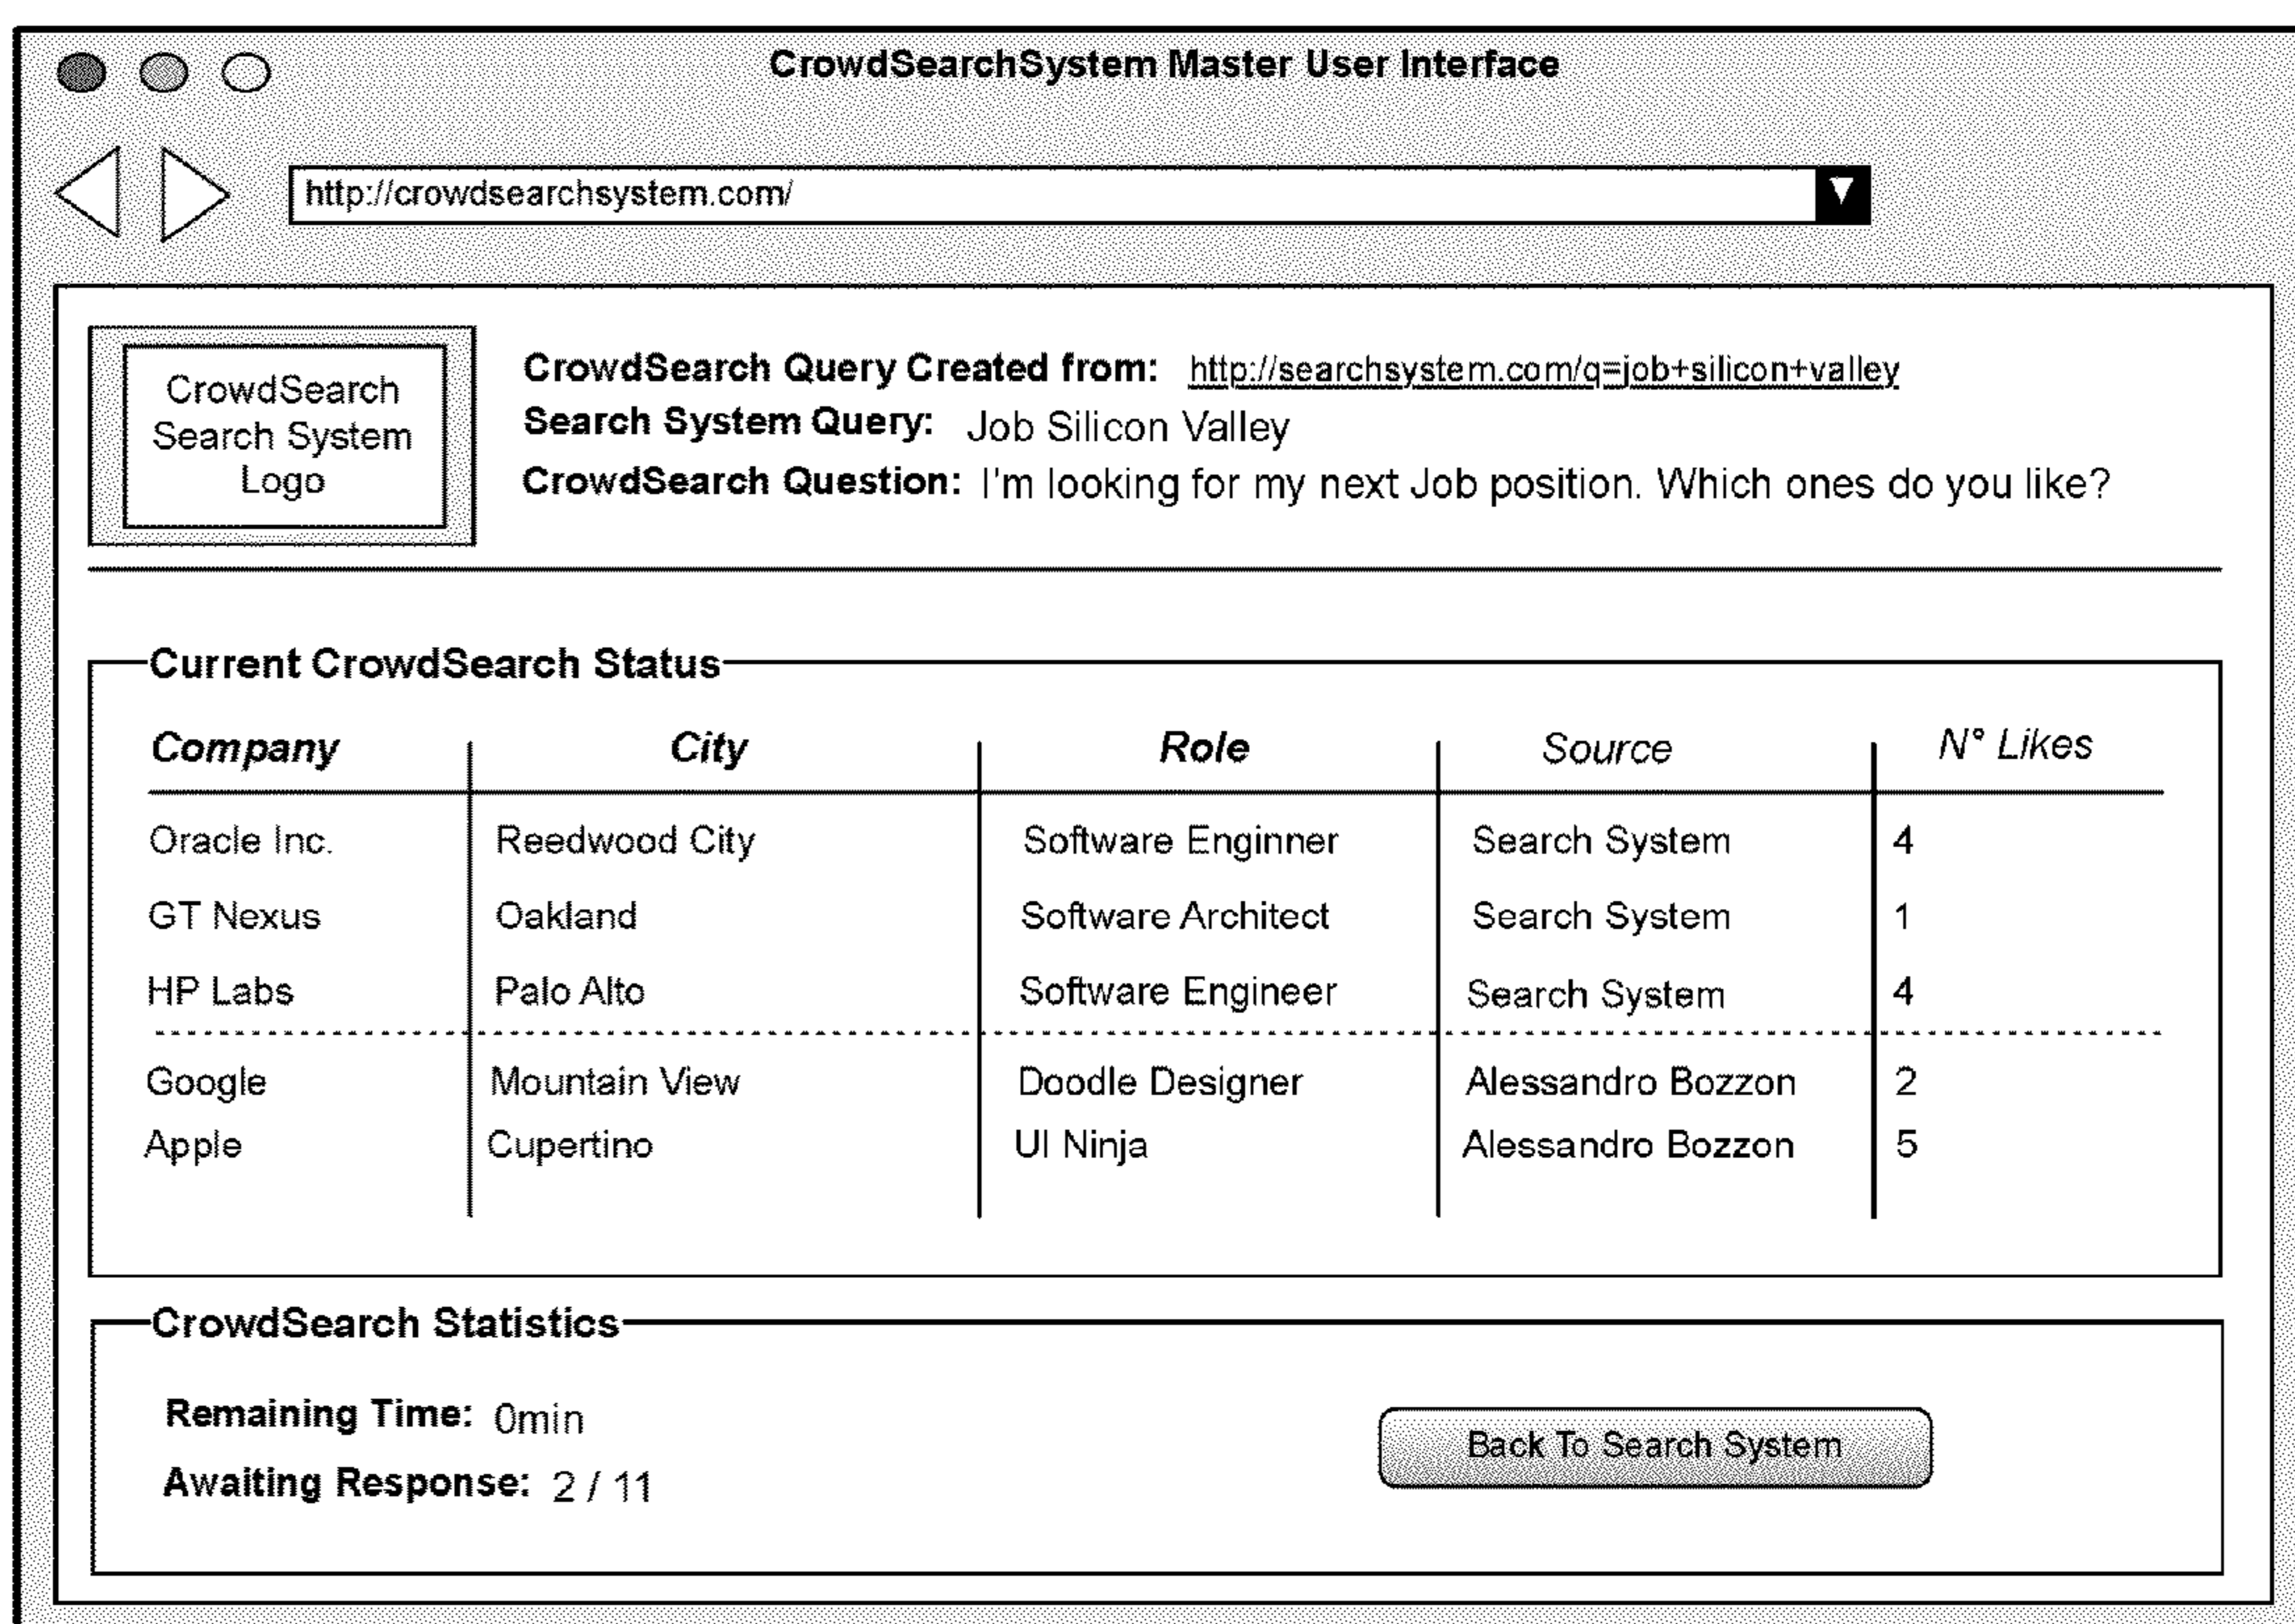 CrowdSearchSystem Master User Interface
http://crowdsearchsystem.com/
CrowdSearch
Search System
Logo
CrowdSearch Query Created from: http://searchsystem.com/q=job+silicon+valley
Search System Query: Job Silicon Valley
CrowdSearch Question: I'm looking for my next Job position. Which ones do you like?
Current CrowdSearch Status
Company City Role Source N° Likes
Oracle Inc. Reedwood City Software Enginner Search System 4
GT Nexus Oakland Software Architect Search System 1
HP Labs Palo Alto Software Engineer Search System 4
Google Mountain View Doodle Designer Alessandro Bozzon 2
Apple Cupertino UI Ninja Alessandro Bozzon 5
CrowdSearch Statistics
Remaining Time: 0min
Awaiting Response: 2 / 11
Back To Search System